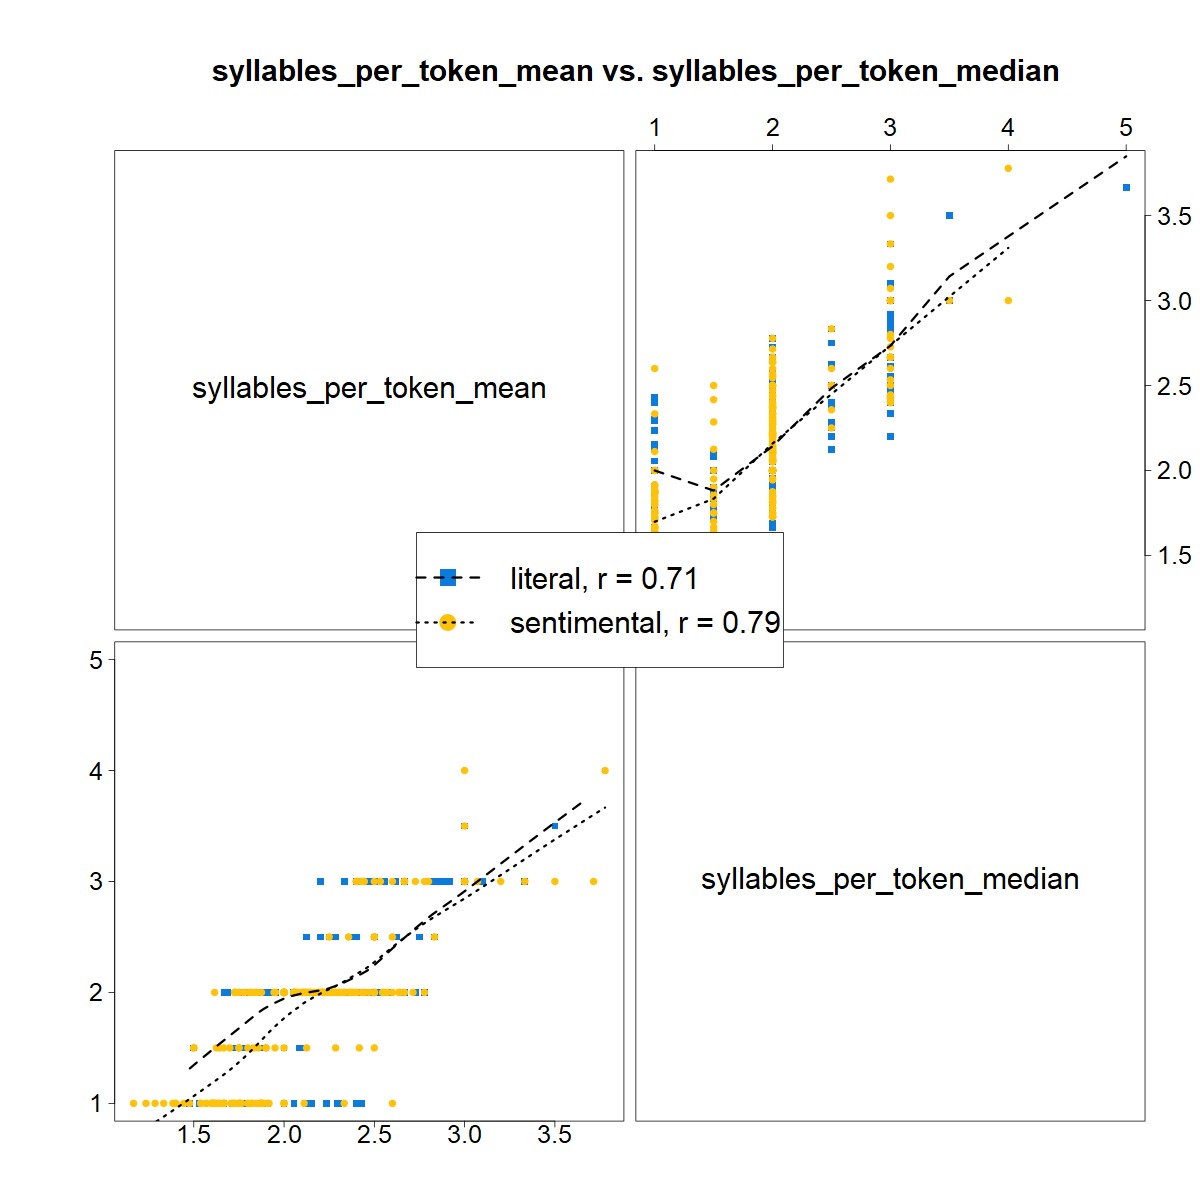 syllables_per_token_mean vs. syllables_per_token_median
1 2 3 4 5
syllables_per_token_mean
3.5
3.0
2.5
2.0
1.5
literal, r = 0.71
sentimental, r = 0.79
5
4
3
2
1
syllables_per_token_median
1.5 2.0 2.5 3.0 3.5